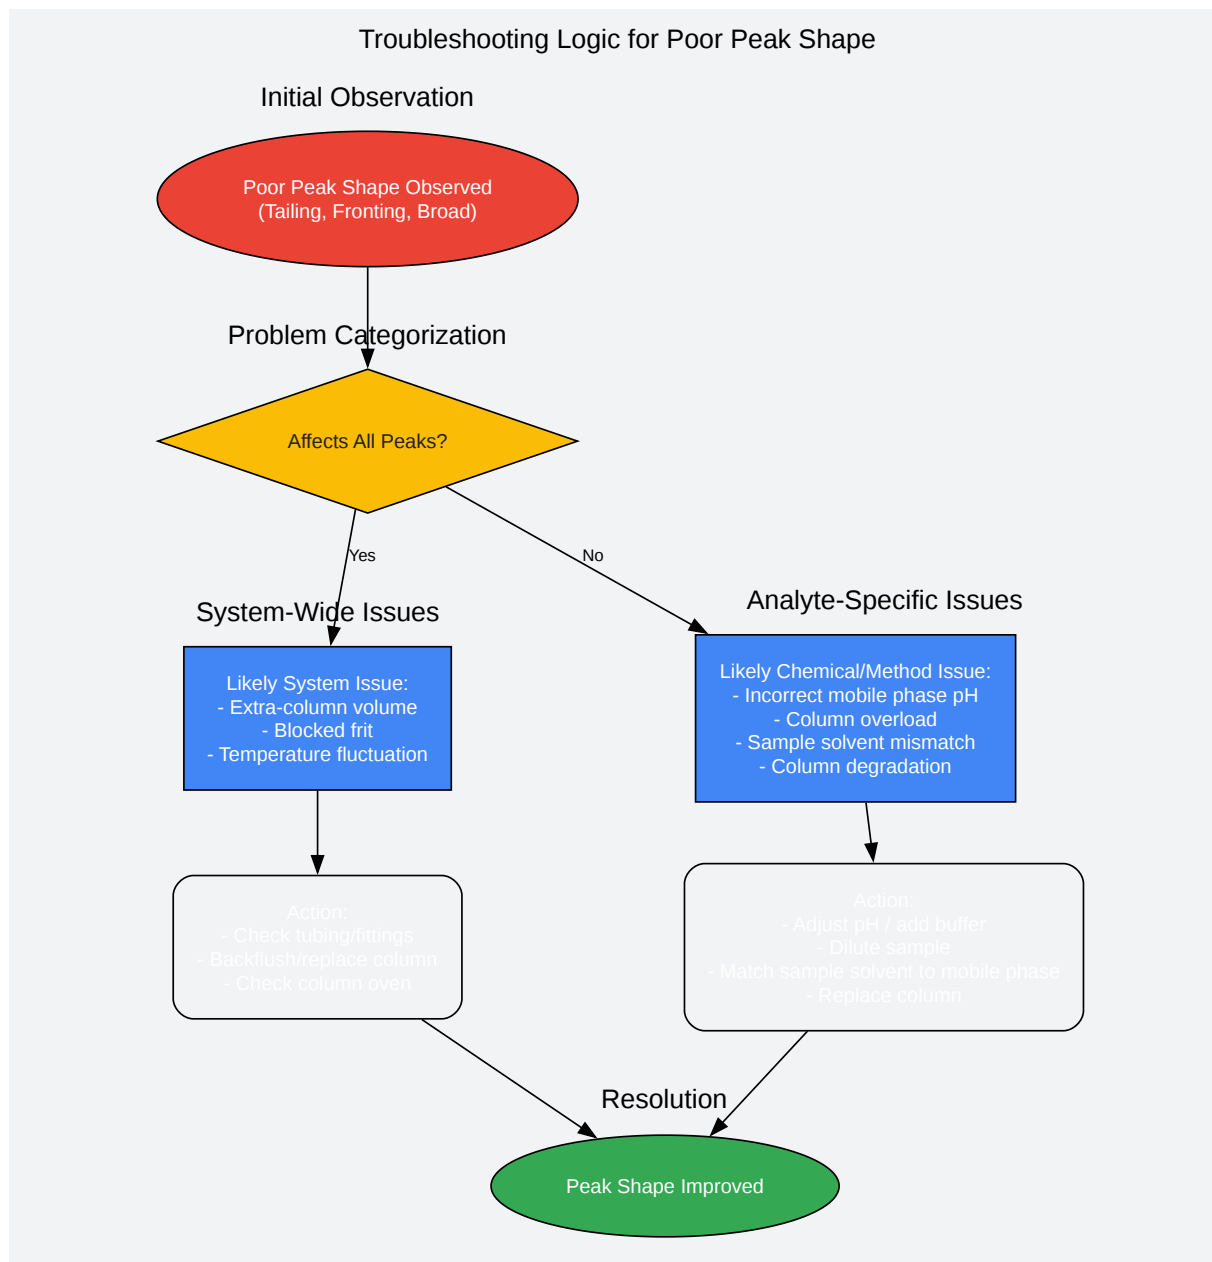 Troubleshooting Logic for Poor Peak Shape
Initial Observation
Poor Peak Shape Observed
(Tailing, Fronting, Broad)
Problem Categorization
Affects All Peaks?
Yes
No
System-Wide Issues
Likely System Issue:
- Extra-column volume
- Blocked frit
- Temperature fluctuation
Analyte-Specific Issues
Likely Chemical/Method Issue:
- Incorrect mobile phase pH
- Column overload
- Sample solvent mismatch
- Column degradation
Action:
- Check tubing/fittings
- Backflush/replace column
- Check column oven
Action:
- Adjust pH / add buffer
- Dilute sample
- Match sample solvent to mobile phase
- Replace column
Resolution
Peak Shape Improved